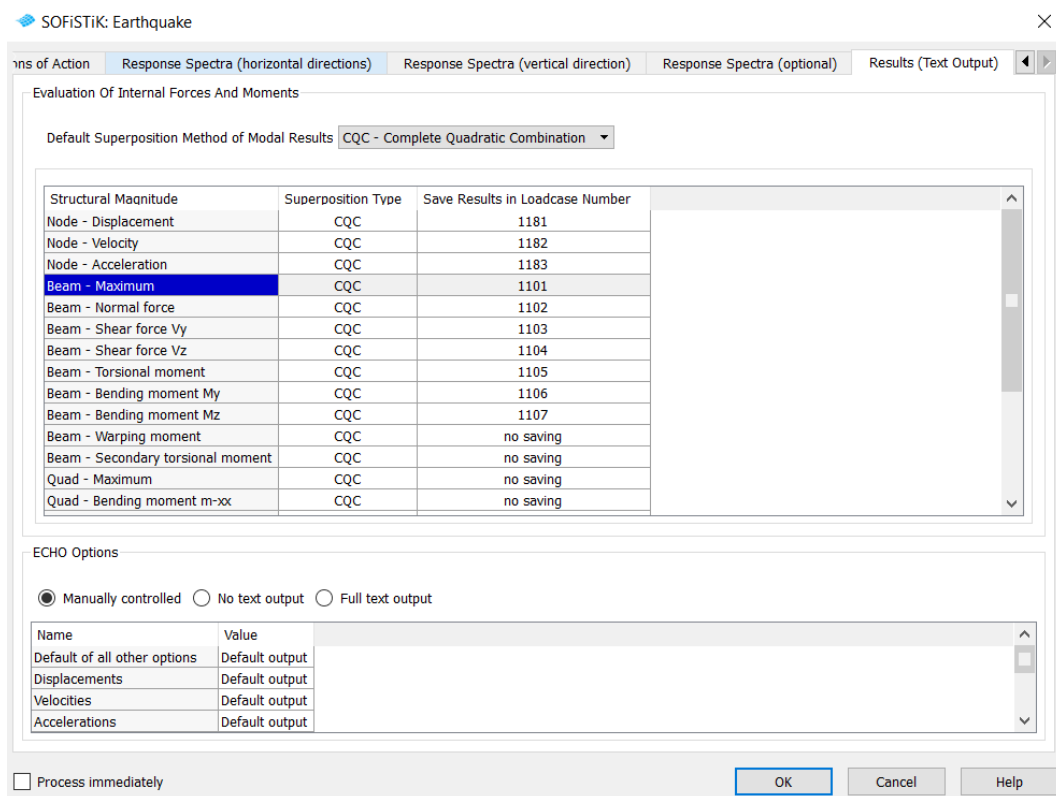 SOFiSTiK: Earthquake
ons of Action Response Spectra (horizontal directions) Response Spectra (vertical direction) Response Spectra (optional) Results (Text Output)
Evaluation Of Internal Forces And Moments
Default Superposition Method of Modal Results CQC - Complete Quadratic Combination
Structural Magnitude Superposition Type Save Results in Loadcase Number
Node - Displacement CQC 1181
Node - Velocity CQC 1182
Node - Acceleration CQC 1183
Beam - Maximum CQC 1101
Beam - Normal force CQC 1102
Beam - Shear force Vy CQC 1103
Beam - Shear force Vz CQC 1104
Beam - Torsional moment CQC 1105
Beam - Bending moment My CQC 1106
Beam - Bending moment Mz CQC 1107
Beam - Warping moment CQC no saving
Beam - Secondary torsional moment CQC no saving
Quad - Maximum CQC no saving
Quad - Bending moment m-xx CQC no saving
ECHO Options
Manually controlled No text output Full text output
Name Value
Default of all other options Default output
Displacements Default output
Velocities Default output
Accelerations Default output
Process immediately OK Cancel Help